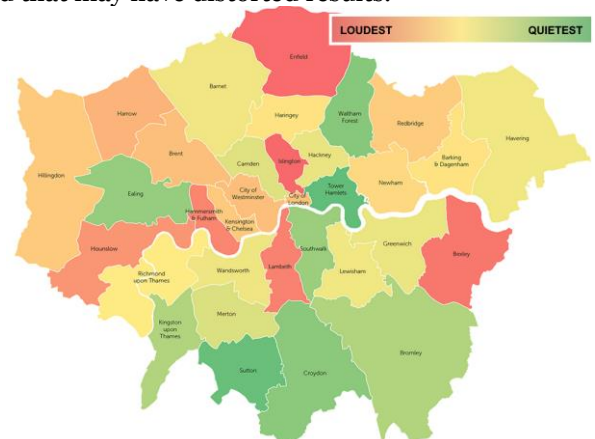 d that may have distorted results.
LOUDEST
QUIETEST
Enfield
Barnet
Harrow
Haringey
Waltham
Forest
Redbridge
Havering
Hillingdon
Brent
Camden
Islington
Hackney
Barking
& Dagenham
Ealing
City of
Westminster
City of
London
Tower
Hamlets
Newham
Hammersmith
& Fulham
Kensington
& Chelsea
Hounslow
Southwalk
Greenwich
Bexley
Richmond
upon Thames
Wandsworth
Lambeth
Lewisham
Merton
Kingston
upon
Thames
Sutton
Croydon
Bromley